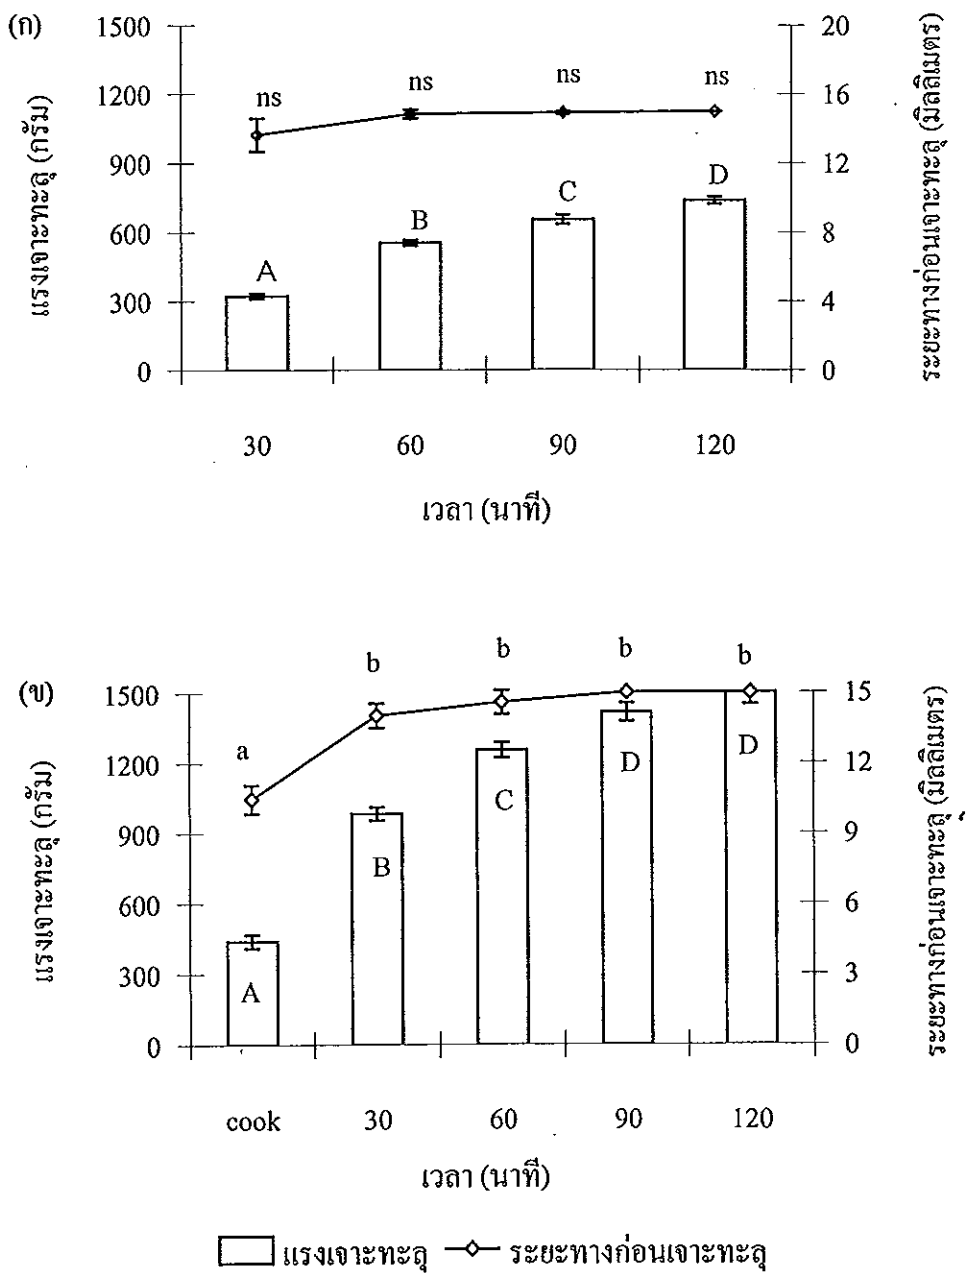 (ก)
แรงเจาะทะลุ (กรัม)
1500
1200
900
600
300
0
ns
ns
ns
ns
A
B
C
D
20
16
12
8
4
0
ระยะทางก่อนเจาะทะลุ (มิลลิเมตร)
30 60 90 120
เวลา (นาที)
(ข)
แรงเจาะทะลุ (กรัม)
1500
1200
900
600
300
0
a
b
b
b
b
A
B
C
D
D
15
12
9
6
3
0
ระยะทางก่อนเจาะทะลุ (มิลลิเมตร)
cook 30 60 90 120
เวลา (นาที)
แรงเจาะทะลุ ระยะทางก่อนเจาะทะลุ